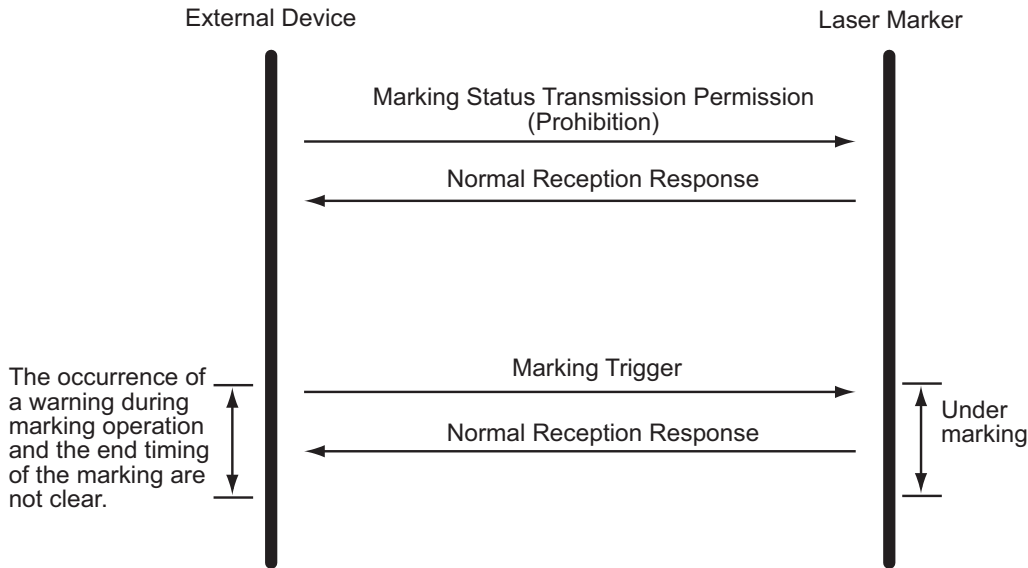 External Device
Laser Marker
Marking Status Transmission Permission
(Prohibition)
Normal Reception Response
Marking Trigger
Normal Reception Response
The occurrence of
a warning during
marking operation
and the end timing
of the marking are
not clear.
Under
marking